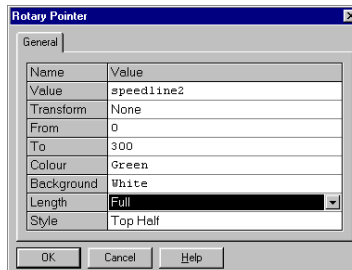 Rotary Pointer
General
Name Value
Value speedline2
Transform None
From 0
To 300
Colour Green
Background White
Length Full
Style Top Half
OK Cancel Help